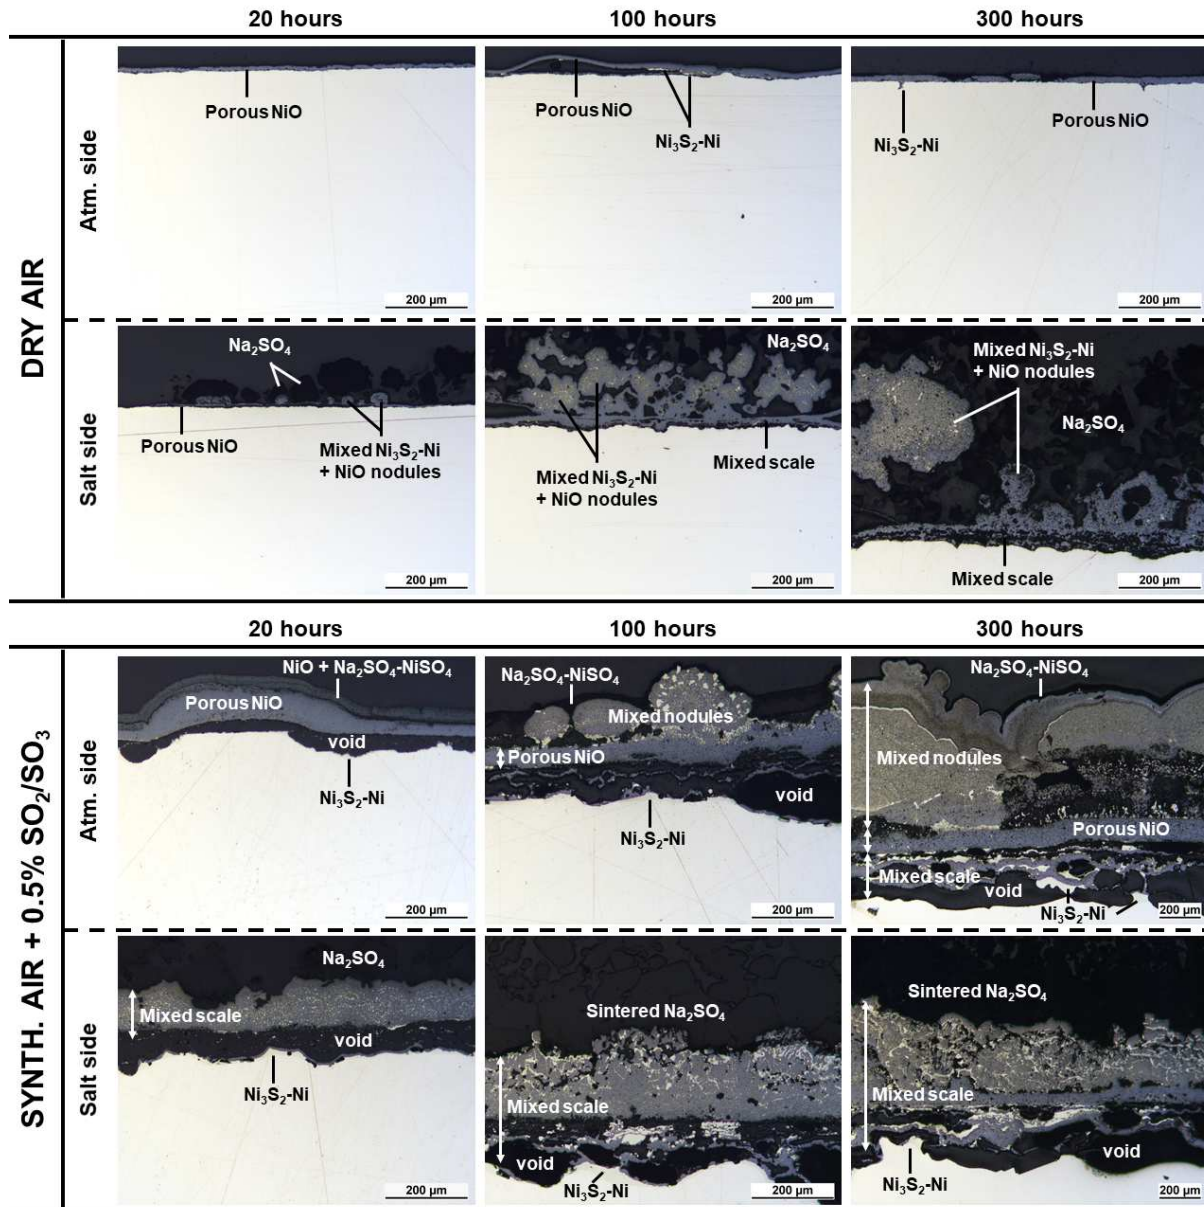 20 hours
100 hours
300 hours
DRY AIR
Atm. side
Porous NiO
200 µm
Porous NiO
Ni₃S₂-Ni
200 µm
Ni₃S₂-Ni
Porous NiO
200 µm
Salt side
Na₂SO₄
Porous NiO
Mixed Ni₃S₂-Ni
+ NiO nodules
200 µm
Na₂SO₄
Mixed Ni₃S₂-Ni
+ NiO nodules
Mixed scale
200 µm
Mixed Ni₃S₂-Ni
+ NiO nodules
Na₂SO₄
Mixed scale
200 µm
20 hours
100 hours
300 hours
SYNTH. AIR + 0.5% SO₂/SO₃
Atm. side
NiO + Na₂SO₄-NiSO₄
Porous NiO
void
Ni₃S₂-Ni
200 µm
Na₂SO₄-NiSO₄
Mixed nodules
Porous NiO
void
Ni₃S₂-Ni
200 µm
Na₂SO₄-NiSO₄
Mixed nodules
Porous NiO
Mixed scale
void
Ni₃S₂-Ni
200 µm
Salt side
Na₂SO₄
Mixed scale
void
Ni₃S₂-Ni
200 µm
Sintered Na₂SO₄
Mixed scale
void
Ni₃S₂-Ni
200 µm
Sintered Na₂SO₄
Mixed scale
void
Ni₃S₂-Ni
200 µm